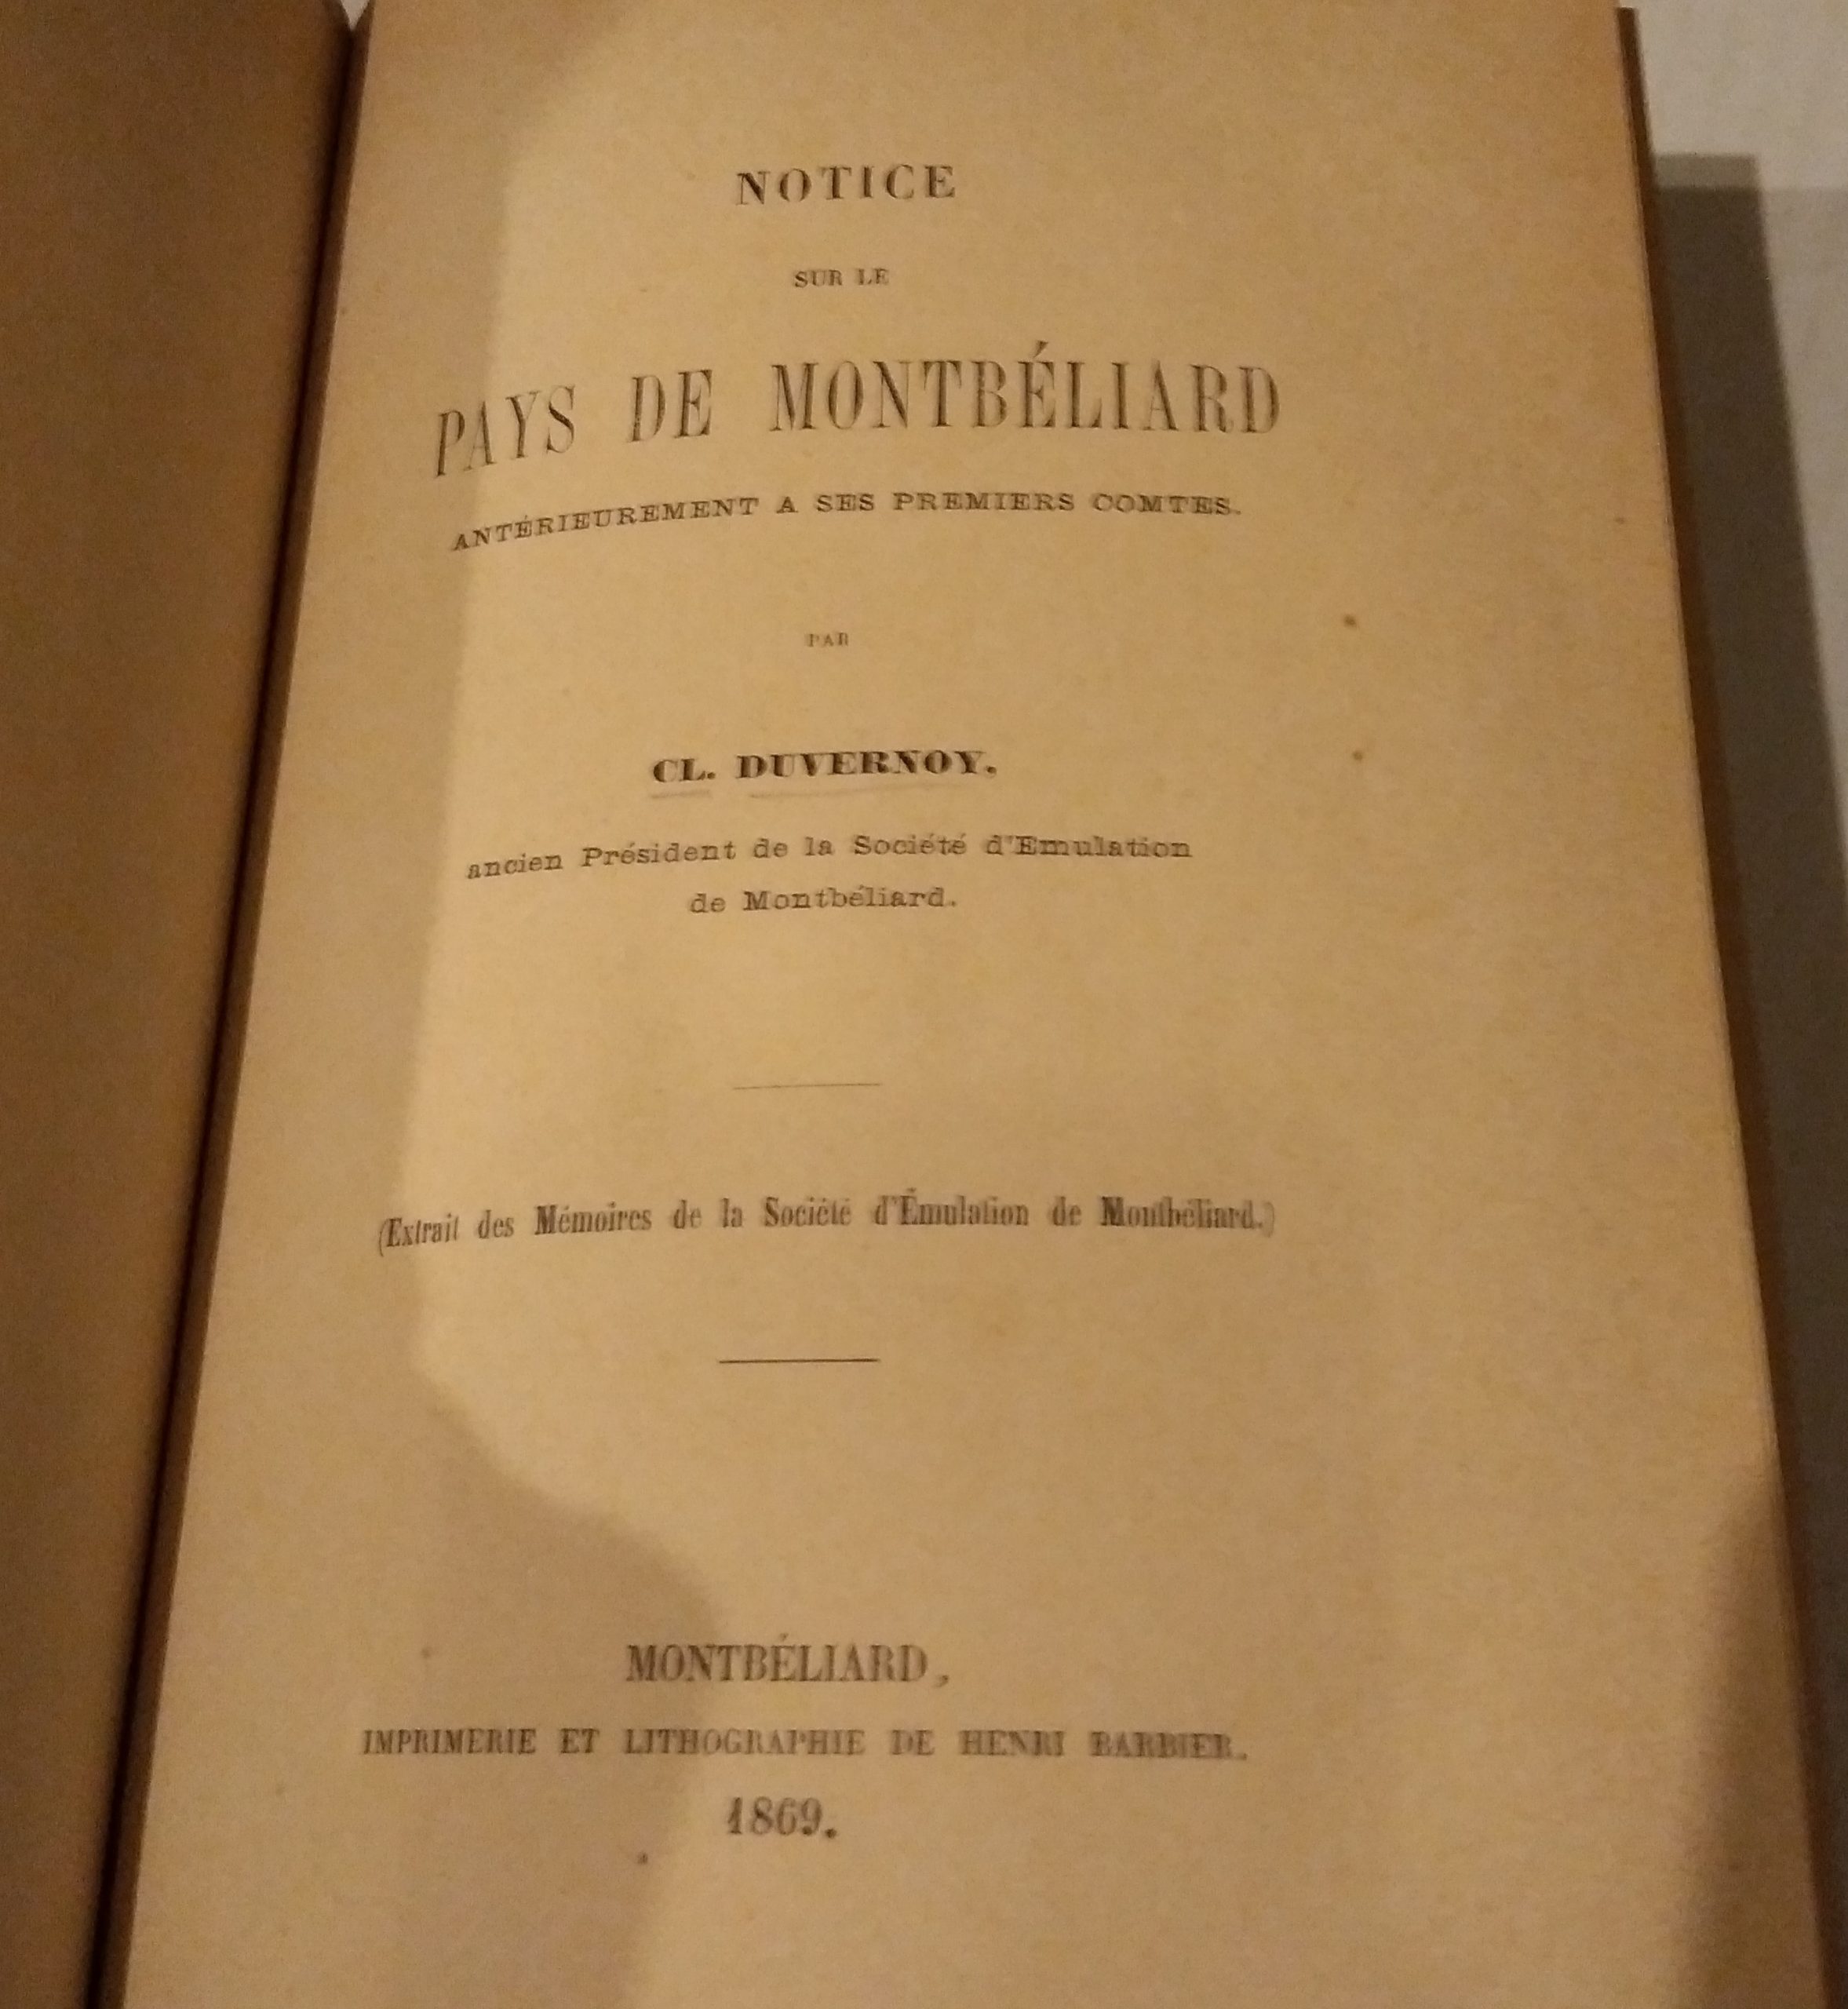 NOTICE
SUR LE
PAYS DE MONTBÉLIARD
ANTÉRIEUREMENT A SES PREMIERS COMTES.
PAR
CL. DUVERNOY.
ancien Président de la Société d'Emulation
de Montbéliard.
(Extrait des Mémoires de la Société d'Émulation de Montbéliard.)
MONTBÉLIARD,
IMPRIMERIE ET LITHOGRAPHIE DE HENRI BARBIER.
1869.